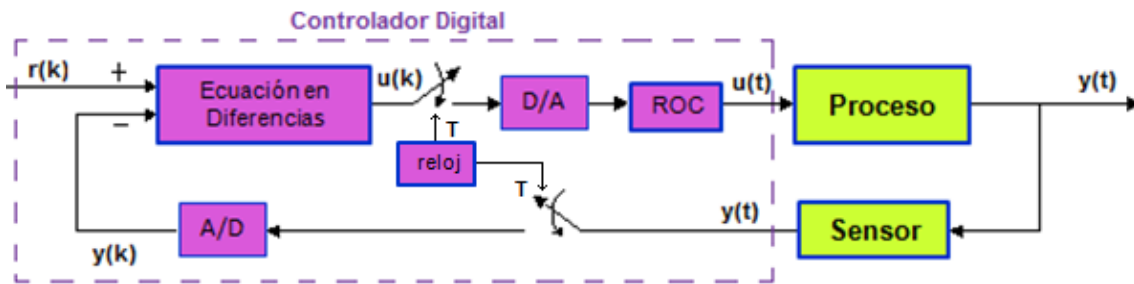 Controlador Digital
r(k)
+
−
Ecuación en
Diferencias
u(k)
T
D/A
ROC
u(t)
Proceso
y(t)
reloj
T
A/D
y(k)
y(t)
Sensor